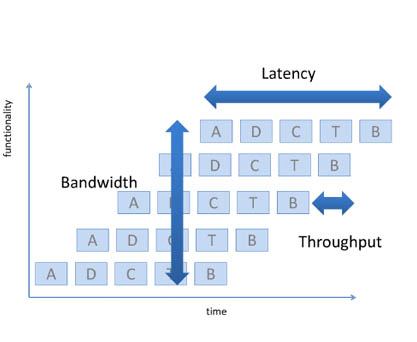 Latency
functionality
A D C T B
D C T B
Bandwidth
A C T B
Throughput
A D T B
A D C B
time